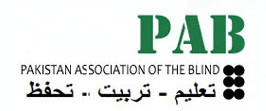 PAB
PAKISTAN ASSOCIATION OF THE BLIND
تعلیم - تربیت - تحفظ